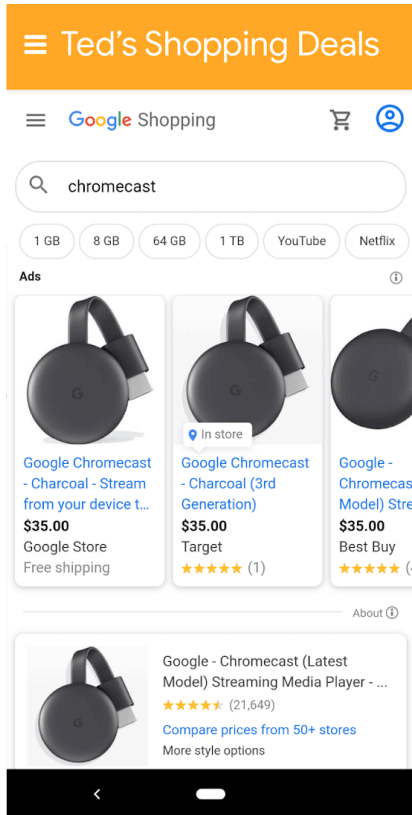 Ted's Shopping Deals
Google Shopping
chromecast
1 GB 8 GB 64 GB 1 TB YouTube Netflix
Ads
G
G
G
In store
Google Chromecast
- Charcoal - Stream
from your device t...
$35.00
Google Store
Free shipping
Google Chromecast
- Charcoal (3rd
Generation)
$35.00
Target
(1)
Google -
Chromecas
Model) Stre
$35.00
Best Buy
About
G
Google - Chromecast (Latest
Model) Streaming Media Player - ...
(21,649)
Compare prices from 50+ stores
More style options